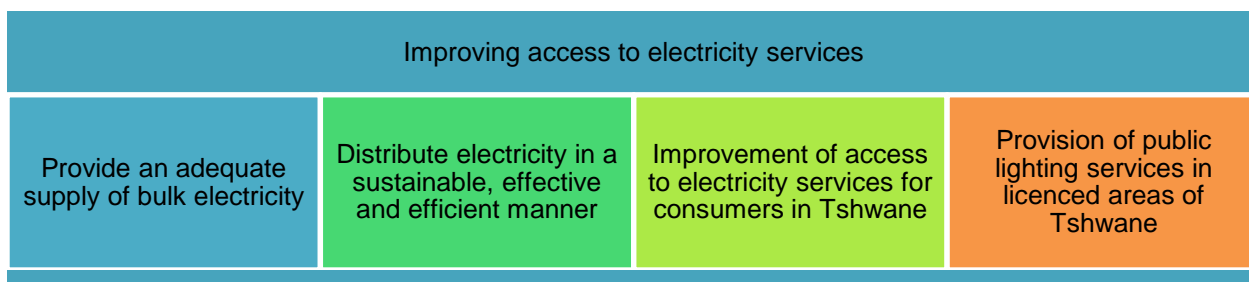 Improving access to electricity services
Provide an adequate
supply of bulk electricity
Distribute electricity in a
sustainable, effective
and efficient manner
Improvement of access
to electricity services for
consumers in Tshwane
Provision of public
lighting services in
licenced areas of
Tshwane